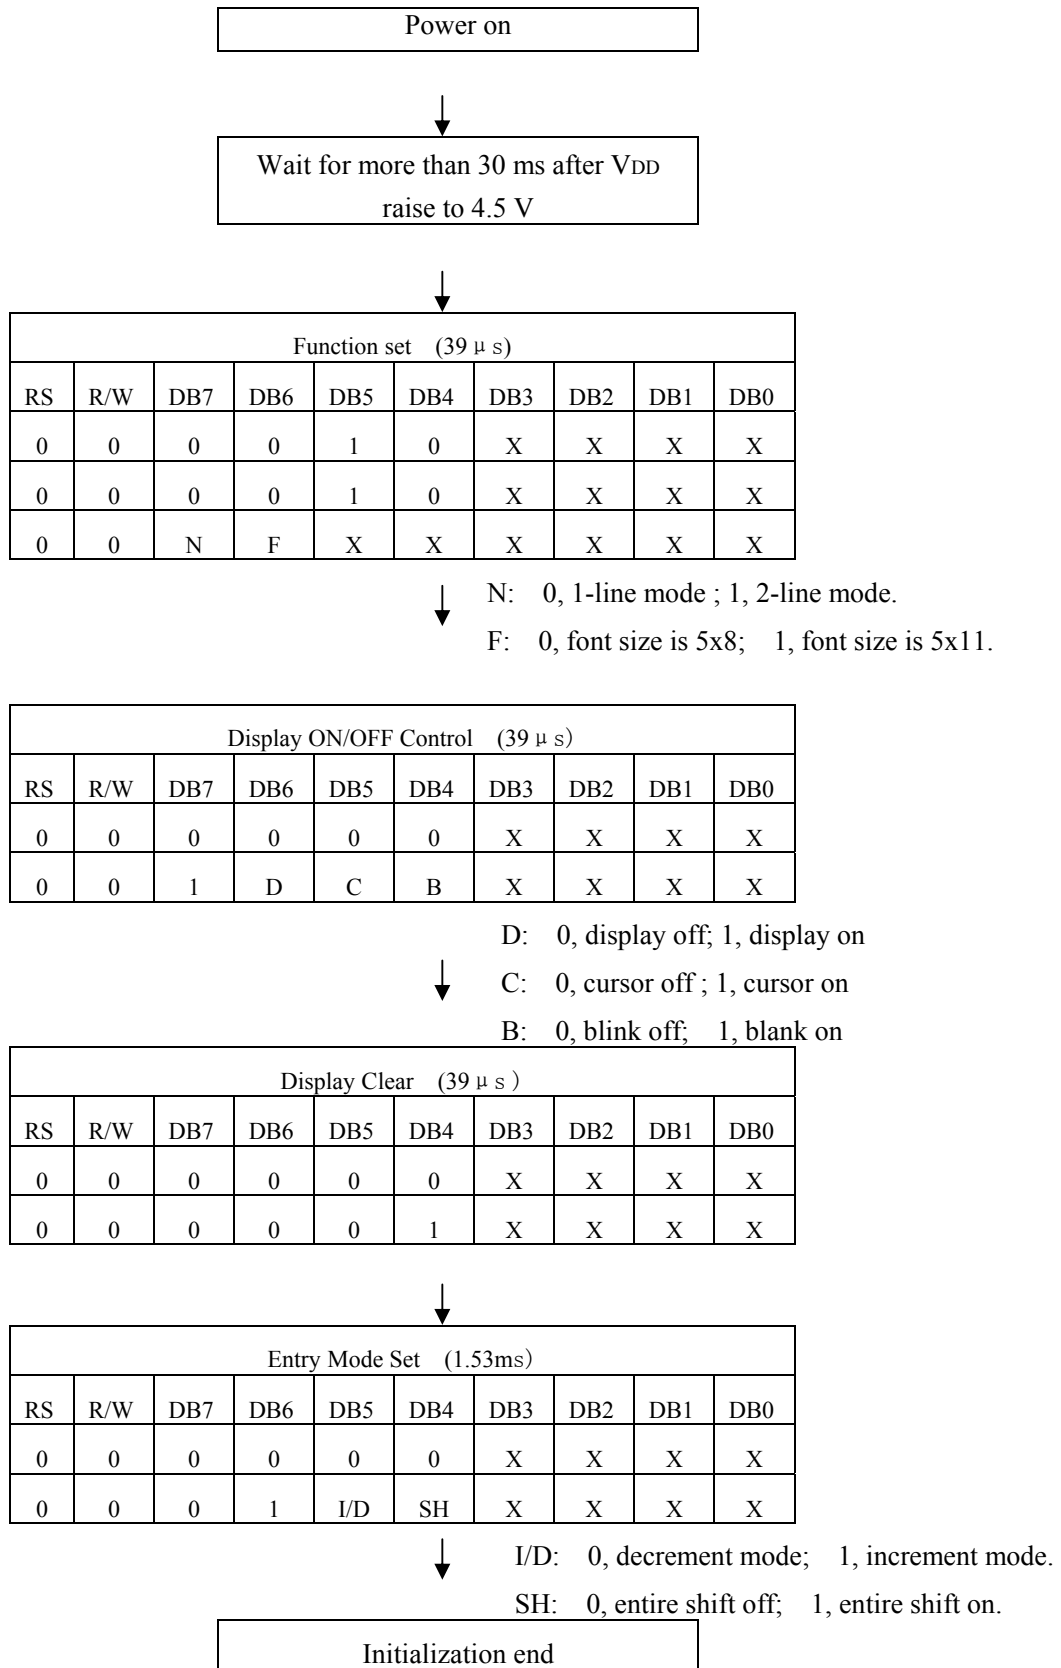 Power on
Wait for more than 30 ms after VDD
raise to 4.5 V
Function set (39μs)
RS R/W DB7 DB6 DB5 DB4 DB3 DB2 DB1 DB0
0 0 0 0 1 0 X X X X
0 0 0 0 1 0 X X X X
0 0 N F X X X X X X
N: 0, 1-line mode ; 1, 2-line mode.
F: 0, font size is 5x8; 1, font size is 5x11.
Display ON/OFF Control (39μs)
RS R/W DB7 DB6 DB5 DB4 DB3 DB2 DB1 DB0
0 0 0 0 0 0 X X X X
0 0 1 D C B X X X X
D: 0, display off; 1, display on
C: 0, cursor off ; 1, cursor on
B: 0, blink off; 1, blank on
Display Clear (39μs)
RS R/W DB7 DB6 DB5 DB4 DB3 DB2 DB1 DB0
0 0 0 0 0 0 X X X X
0 0 0 0 0 1 X X X X
Entry Mode Set (1.53ms)
RS R/W DB7 DB6 DB5 DB4 DB3 DB2 DB1 DB0
0 0 0 0 0 0 X X X X
0 0 0 1 I/D SH X X X X
I/D: 0, decrement mode; 1, increment mode.
SH: 0, entire shift off; 1, entire shift on.
Initialization end